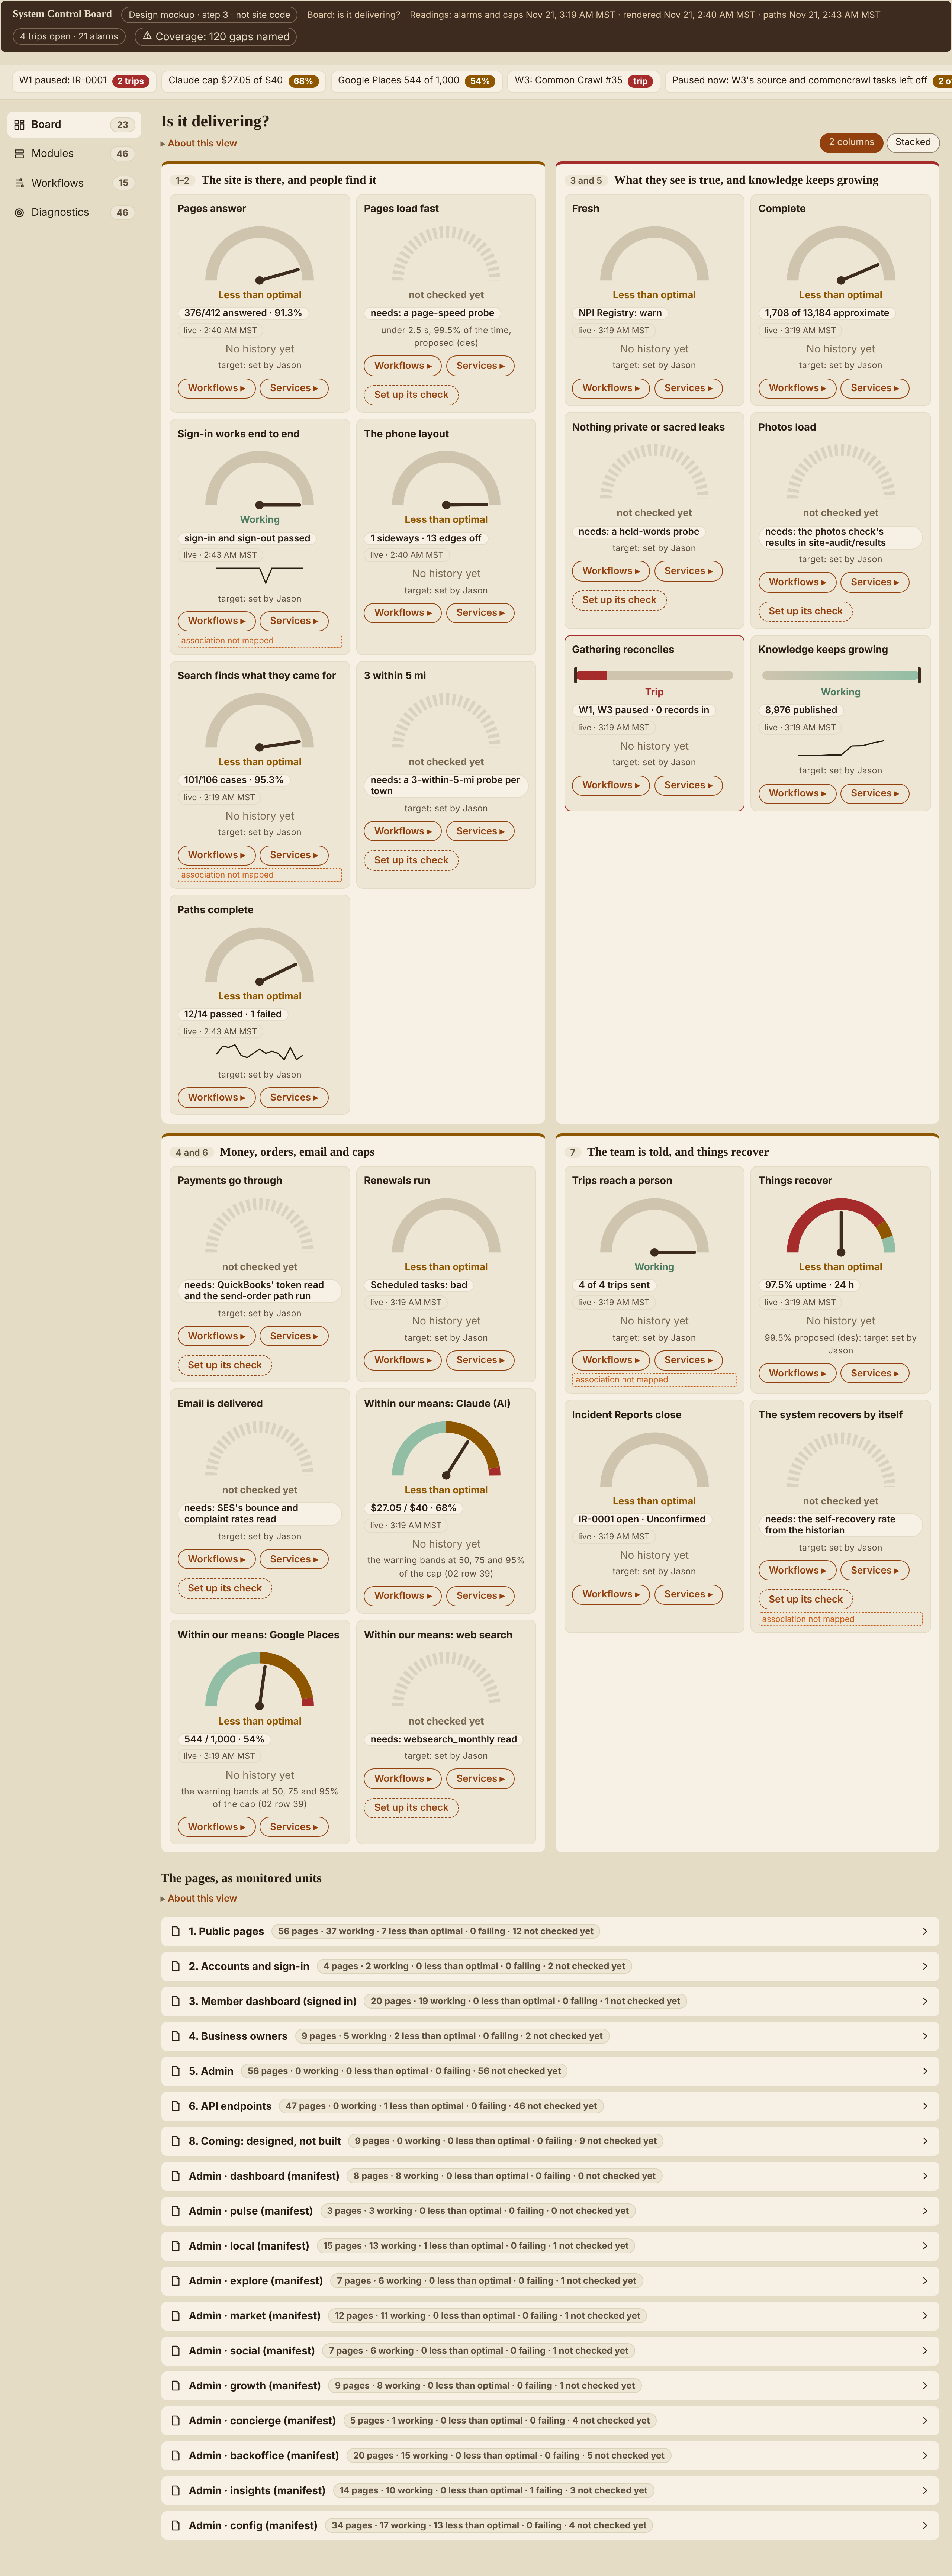 System Control Board
Design mockup · step 3 · not site code
Board: is it delivering?
Readings: alarms and caps Nov 21, 3:19 AM MST · rendered Nov 21, 2:40 AM MST · paths Nov 21, 2:43 AM MST
4 trips open · 21 alarms
Coverage: 120 gaps named
W1 paused: IR-0001 2 trips
Claude cap $27.05 of $40 68%
Google Places 544 of 1,000 54%
W3: Common Crawl #35 trip
Paused now: W3's source and commoncrawl tasks left off
Board 23
Modules 46
Workflows 15
Diagnostics 46
Is it delivering?
▸ About this view
2 columns
Stacked
1–2 The site is there, and people find it
Pages answer
Less than optimal
376/412 answered · 91.3%
live · 2:40 AM MST
No history yet
target: set by Jason
Workflows ▸ Services ▸
Pages load fast
not checked yet
needs: a page-speed probe
under 2.5 s, 99.5% of the time,
proposed (des)
Workflows ▸ Services ▸
Set up its check
Sign-in works end to end
Working
sign-in and sign-out passed
live · 2:43 AM MST
target: set by Jason
Workflows ▸ Services ▸
association not mapped
The phone layout
Less than optimal
1 sideways · 13 edges off
live · 2:40 AM MST
No history yet
target: set by Jason
Workflows ▸ Services ▸
Search finds what they came for
Less than optimal
101/106 cases · 95.3%
live · 3:19 AM MST
No history yet
target: set by Jason
Workflows ▸ Services ▸
association not mapped
3 within 5 mi
not checked yet
needs: a 3-within-5-mi probe per
town
target: set by Jason
Workflows ▸ Services ▸
Set up its check
Paths complete
Less than optimal
12/14 passed · 1 failed
live · 2:43 AM MST
target: set by Jason
Workflows ▸ Services ▸
3 and 5 What they see is true, and knowledge keeps growing
Fresh
Less than optimal
NPI Registry: warn
live · 3:19 AM MST
No history yet
target: set by Jason
Workflows ▸ Services ▸
Complete
Less than optimal
1,708 of 13,184 approximate
live · 3:19 AM MST
No history yet
target: set by Jason
Workflows ▸ Services ▸
Nothing private or sacred leaks
not checked yet
needs: a held-words probe
target: set by Jason
Workflows ▸ Services ▸
Set up its check
Photos load
not checked yet
needs: the photos check's
results in site-audit/results
target: set by Jason
Workflows ▸ Services ▸
Set up its check
Gathering reconciles
Trip
W1, W3 paused · 0 records in
live · 3:19 AM MST
No history yet
target: set by Jason
Workflows ▸ Services ▸
Knowledge keeps growing
Working
8,976 published
live · 3:19 AM MST
target: set by Jason
Workflows ▸ Services ▸
4 and 6 Money, orders, email and caps
Payments go through
not checked yet
needs: QuickBooks' token read
and the send-order path run
target: set by Jason
Workflows ▸ Services ▸
Set up its check
Renewals run
Less than optimal
Scheduled tasks: bad
live · 3:19 AM MST
No history yet
target: set by Jason
Workflows ▸ Services ▸
Email is delivered
not checked yet
needs: SES's bounce and
complaint rates read
target: set by Jason
Workflows ▸ Services ▸
Set up its check
Within our means: Claude (AI)
Less than optimal
$27.05 / $40 · 68%
live · 3:19 AM MST
No history yet
the warning bands at 50, 75 and 95%
of the cap (02 row 39)
Workflows ▸ Services ▸
Within our means: Google Places
Less than optimal
544 / 1,000 · 54%
live · 3:19 AM MST
No history yet
the warning bands at 50, 75 and 95%
of the cap (02 row 39)
Workflows ▸ Services ▸
Within our means: web search
not checked yet
needs: websearch_monthly read
target: set by Jason
Workflows ▸ Services ▸
Set up its check
7 The team is told, and things recover
Trips reach a person
Working
4 of 4 trips sent
live · 3:19 AM MST
No history yet
target: set by Jason
Workflows ▸ Services ▸
association not mapped
Things recover
Less than optimal
97.5% uptime · 24 h
live · 3:19 AM MST
No history yet
99.5% proposed (des): target set by
Jason
Workflows ▸ Services ▸
Incident Reports close
Less than optimal
IR-0001 open · Unconfirmed
live · 3:19 AM MST
No history yet
target: set by Jason
Workflows ▸ Services ▸
The system recovers by itself
not checked yet
needs: the self-recovery rate
from the historian
target: set by Jason
Workflows ▸ Services ▸
Set up its check
association not mapped
The pages, as monitored units
▸ About this view
1. Public pages 56 pages · 37 working · 7 less than optimal · 0 failing · 12 not checked yet
2. Accounts and sign-in 4 pages · 2 working · 0 less than optimal · 0 failing · 2 not checked yet
3. Member dashboard (signed in) 20 pages · 19 working · 0 less than optimal · 0 failing · 1 not checked yet
4. Business owners 9 pages · 5 working · 2 less than optimal · 0 failing · 2 not checked yet
5. Admin 56 pages · 0 working · 0 less than optimal · 0 failing · 56 not checked yet
6. API endpoints 47 pages · 0 working · 1 less than optimal · 0 failing · 46 not checked yet
8. Coming: designed, not built 9 pages · 0 working · 0 less than optimal · 0 failing · 9 not checked yet
Admin · dashboard (manifest) 8 pages · 8 working · 0 less than optimal · 0 failing · 0 not checked yet
Admin · pulse (manifest) 3 pages · 3 working · 0 less than optimal · 0 failing · 0 not checked yet
Admin · local (manifest) 15 pages · 13 working · 1 less than optimal · 0 failing · 1 not checked yet
Admin · explore (manifest) 7 pages · 6 working · 0 less than optimal · 0 failing · 1 not checked yet
Admin · market (manifest) 12 pages · 11 working · 0 less than optimal · 0 failing · 1 not checked yet
Admin · social (manifest) 7 pages · 6 working · 0 less than optimal · 0 failing · 1 not checked yet
Admin · growth (manifest) 9 pages · 8 working · 0 less than optimal · 0 failing · 1 not checked yet
Admin · concierge (manifest) 5 pages · 1 working · 0 less than optimal · 0 failing · 4 not checked yet
Admin · backoffice (manifest) 20 pages · 15 working · 0 less than optimal · 0 failing · 5 not checked yet
Admin · insights (manifest) 14 pages · 10 working · 0 less than optimal · 1 failing · 3 not checked yet
Admin · config (manifest) 34 pages · 17 working · 13 less than optimal · 0 failing · 4 not checked yet